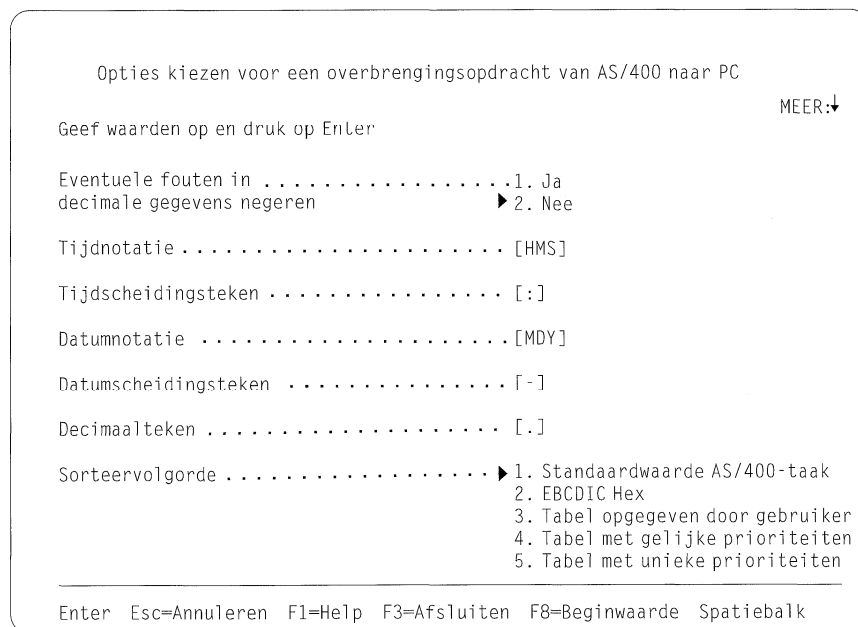 Opties kiezen voor een overbrengingsopdracht van AS/400 naar PC
MEER:↓
Geef waarden op en druk op Enter
Eventuele fouten in . . . . . . . . . . . . . . . . . 1. Ja
decimale gegevens negeren ▶ 2. Nee
Tijdnotatie . . . . . . . . . . . . . . . . . . . . . . [HMS]
Tijdscheidingsteken . . . . . . . . . . . . . . . . [:]
Datumnotatie . . . . . . . . . . . . . . . . . . . . . [MDY]
Datumscheidingsteken . . . . . . . . . . . . . . . [-]
Decimaalteken . . . . . . . . . . . . . . . . . . . . [.]
Sorteervolgorde . . . . . . . . . . . . . . . . . . ▶ 1. Standaardwaarde AS/400-taak
2. EBCDIC Hex
3. Tabel opgegeven door gebruiker
4. Tabel met gelijke prioriteiten
5. Tabel met unieke prioriteiten
Enter Esc=Annuleren F1=Help F3=Afsluiten F8=Beginwaarde Spatiebalk